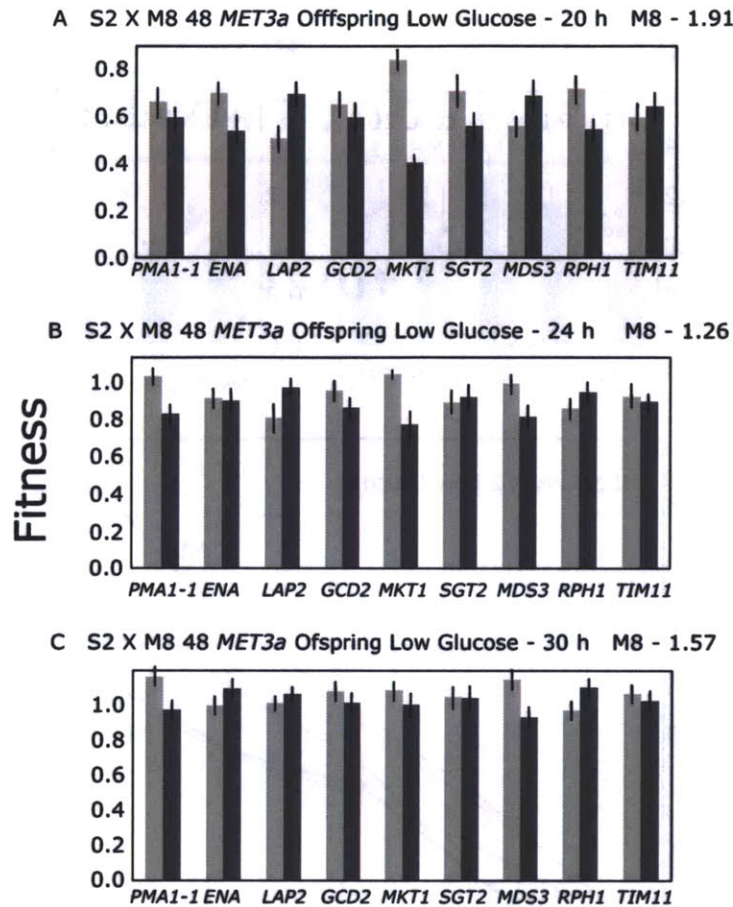 A S2 X M8 48 MET3a Offfspring Low Glucose - 20 h M8 - 1.91
0.8
0.6
0.4
0.2
0.0
PMA1-1 ENA LAP2 GCD2 MKT1 SGT2 MDS3 RPH1 TIM11
B S2 X M8 48 MET3a Offspring Low Glucose - 24 h M8 - 1.26
Fitness
1.0
0.8
0.6
0.4
0.2
0.0
PMA1-1 ENA LAP2 GCD2 MKT1 SGT2 MDS3 RPH1 TIM11
C S2 X M8 48 MET3a Ofspring Low Glucose - 30 h M8 - 1.57
1.0
0.8
0.6
0.4
0.2
0.0
PMA1-1 ENA LAP2 GCD2 MKT1 SGT2 MDS3 RPH1 TIM11